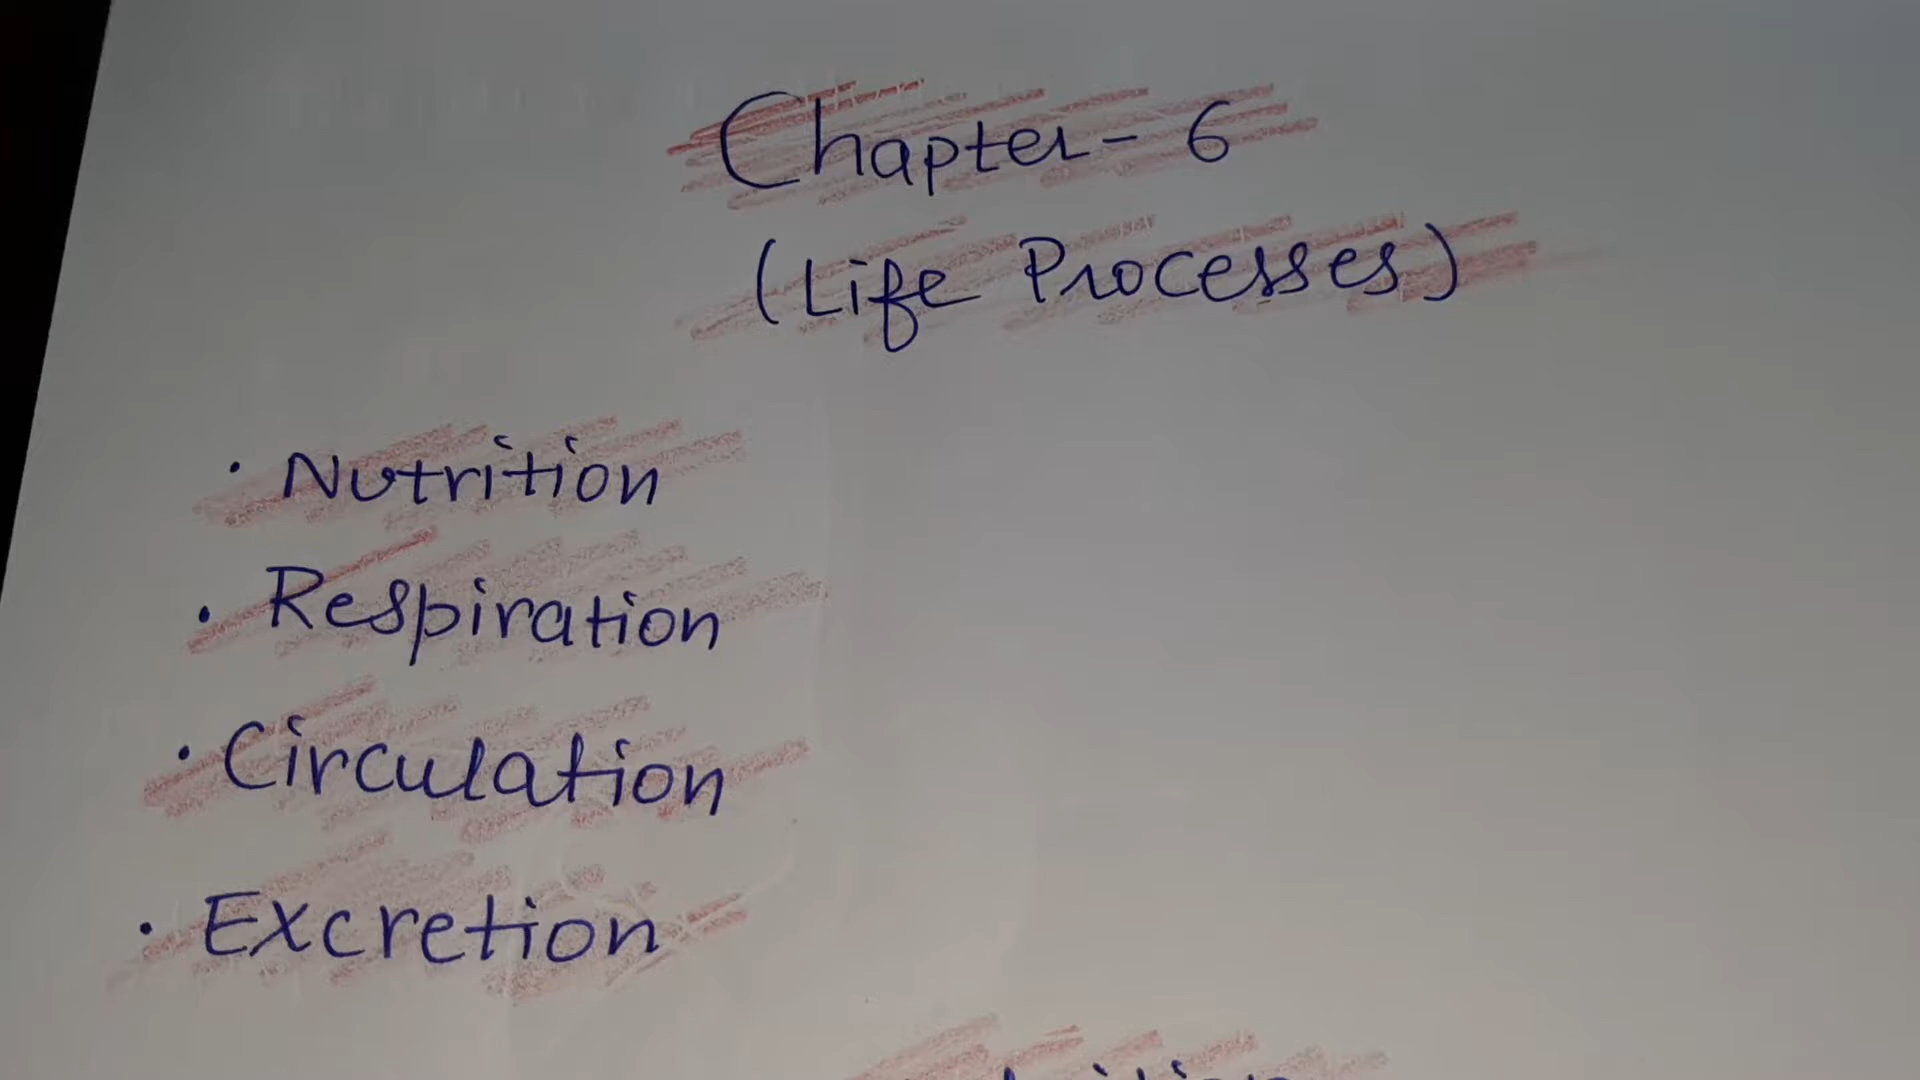 Chapter- 6
(Life Processes)
· Nutrition
· Respiration
· Circulation
· Excretion